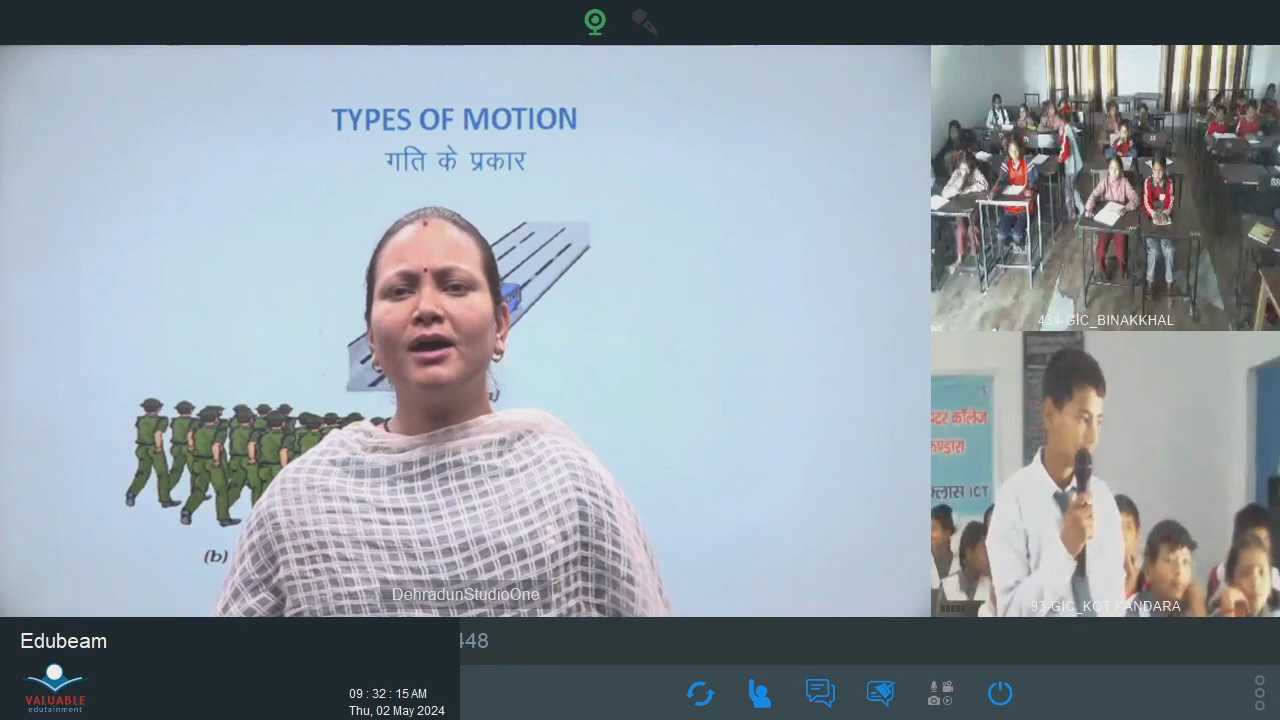 TYPES OF MOTION
गति के प्रकार
(b)
DehradunStudioOne
GIC_BINAKKHAL
कॉलेज
क्लास ICT
93-GIC_KOT KANDARA
Edubeam
448
VALUABLE
edutainment
09 : 32 : 15 AM
Thu, 02 May 2024